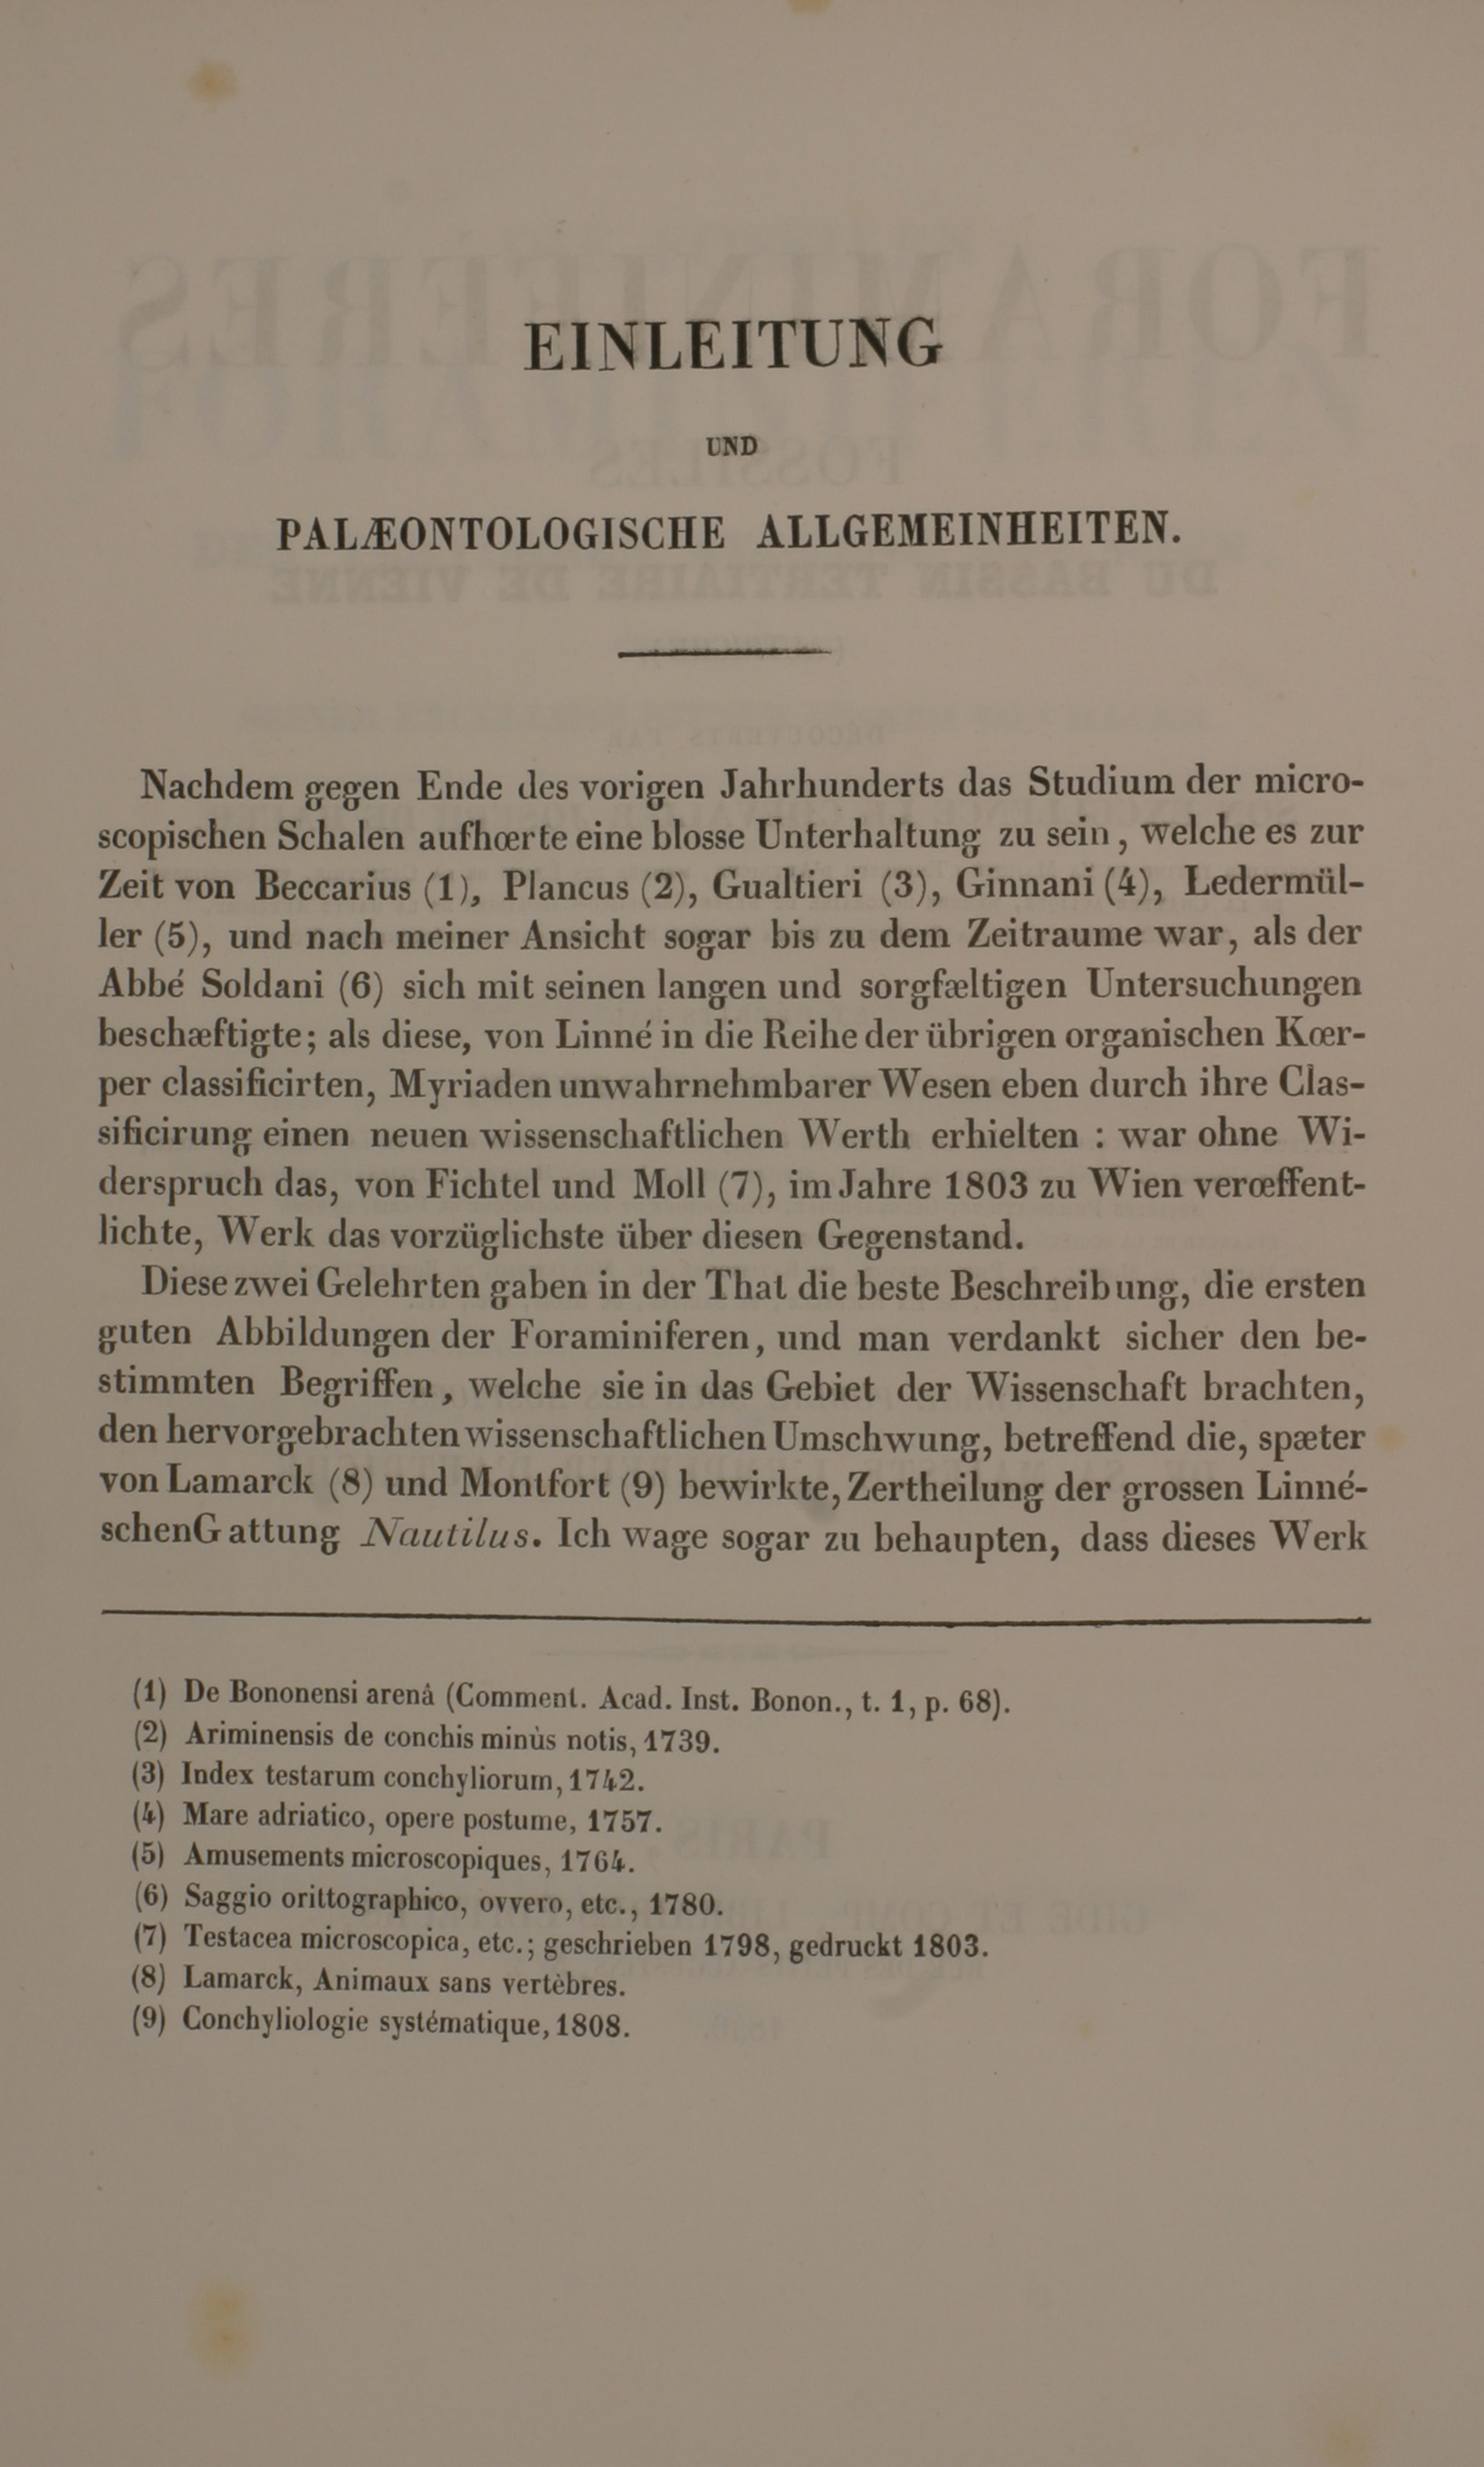 EINLEITUNG
UND
PALÆONTOLOGISCHE ALLGEMEINHEITEN.
Nachdem gegen Ende des vorigen Jahrhunderts das Studium der micro-
scopischen Schalen aufhœrte eine blosse Unterhaltung zu sein, welche es zur
Zeit von Beccarius (1), Plancus (2), Gualtieri (3), Ginnani (4), Ledermül-
ler (5), und nach meiner Ansicht sogar bis zu dem Zeitraume war, als der
Abbé Soldani (6) sich mit seinen langen und sorgfæltigen Untersuchungen
beschæftigte; als diese, von Linné in die Reihe der übrigen organischen Kœr-
per classificirten, Myriaden unwahrnehmbarer Wesen eben durch ihre Clas-
sificirung einen neuen wissenschaftlichen Werth erhielten : war ohne Wi-
derspruch das, von Fichtel und Moll (7), im Jahre 1803 zu Wien verœffent-
lichte, Werk das vorzüglichste über diesen Gegenstand.
Diese zwei Gelehrten gaben in der That die beste Beschreibung, die ersten
guten Abbildungen der Foraminiferen, und man verdankt sicher den be-
stimmten Begriffen, welche sie in das Gebiet der Wissenschaft brachten,
den hervorgebrachten wissenschaftlichen Umschwung, betreffend die, spæter
von Lamarck (8) und Montfort (9) bewirkte, Zertheilung der grossen Linné-
schenG attung Nautilus. Ich wage sogar zu behaupten, dass dieses Werk
(1) De Bononensi arenâ (Comment. Acad. Inst. Bonon., t. 1, p. 68).
(2) Ariminensis de conchis minùs notis, 1739.
(3) Index testarum conchyliorum, 1742.
(4) Mare adriatico, opere postume, 1757.
(5) Amusements microscopiques, 1764.
(6) Saggio orittographico, ovvero, etc., 1780.
(7) Testacea microscopica, etc.; geschrieben 1798, gedruckt 1803.
(8) Lamarck, Animaux sans vertèbres.
(9) Conchyliologie systématique, 1808.